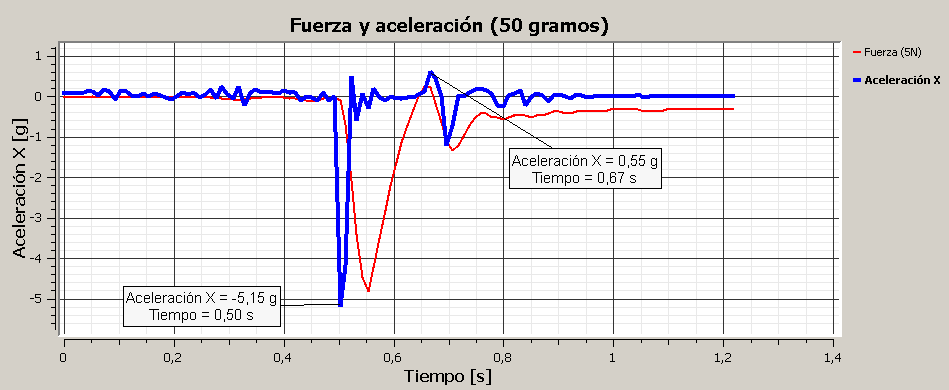 Fuerza y aceleración (50 gramos)
Fuerza (5N)
Aceleración X
Aceleración X [g]
1
0
-1
-2
-3
-4
-5
Aceleración X = 0,55 g
Tiempo = 0,67 s
Aceleración X = -5,15 g
Tiempo = 0,50 s
0 0,2 0,4 0,6 0,8 1 1,2 1,4
Tiempo [s]